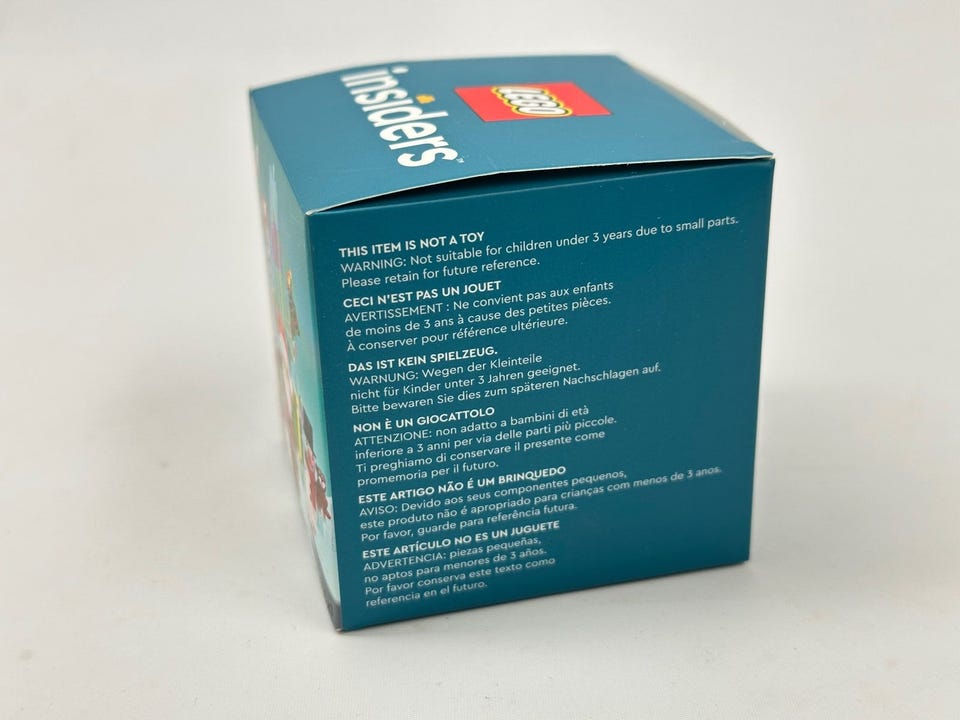 insiders™
LEGO
THIS ITEM IS NOT A TOY
WARNING: Not suitable for children under 3 years due to small parts.
Please retain for future reference.
CECI N'EST PAS UN JOUET
AVERTISSEMENT : Ne convient pas aux enfants
de moins de 3 ans à cause des petites pièces.
À conserver pour référence ultérieure.
DAS IST KEIN SPIELZEUG.
WARNUNG: Wegen der Kleinteile
nicht für Kinder unter 3 Jahren geeignet.
Bitte bewaren Sie dies zum späteren Nachschlagen auf.
NON È UN GIOCATTOLO
ATTENZIONE: non adatto a bambini di età
inferiore a 3 anni per via delle parti più piccole.
Ti preghiamo di conservare il presente come
promemoria per il futuro.
ESTE ARTIGO NÃO É UM BRINQUEDO
AVISO: Devido aos seus componentes pequenos,
este produto não é apropriado para crianças com menos de 3 anos.
Por favor, guarde para referência futura.
ESTE ARTÍCULO NO ES UN JUGUETE
ADVERTENCIA: piezas pequeñas,
no aptos para menores de 3 años.
Por favor conserva este texto como
referencia en el futuro.